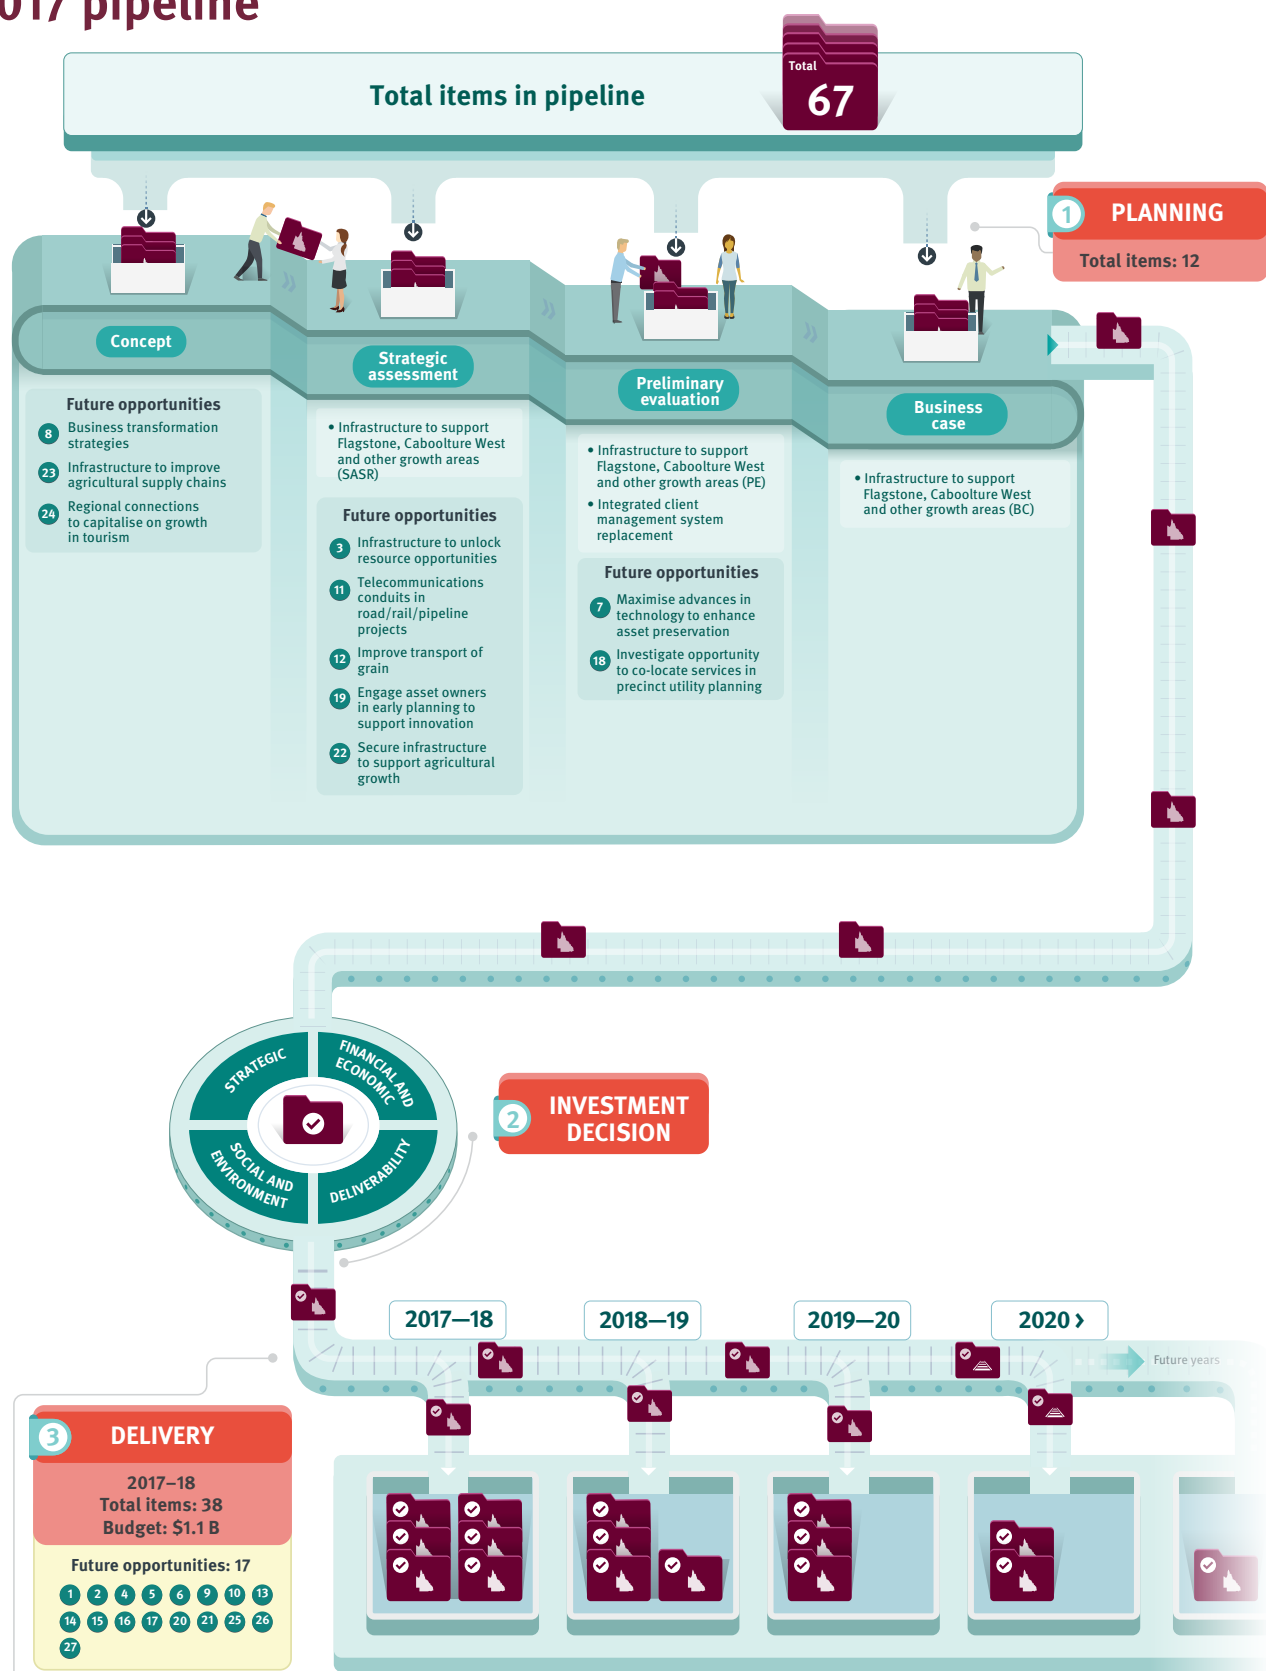 2017 pipeline
Total items in pipeline
Total
67
1
PLANNING
Total items: 12
Concept
Future opportunities
8
Business transformation
strategies
23
Infrastructure to improve
agricultural supply chains
24
Regional connections
to capitalise on growth
in tourism
Strategic
assessment
• Infrastructure to support
Flagstone, Caboolture West
and other growth areas
(SASR)
Future opportunities
3
Infrastructure to unlock
resource opportunities
11
Telecommunications
conduits in
road/rail/pipeline
projects
12
Improve transport of
grain
19
Engage asset owners
in early planning to
support innovation
22
Secure infrastructure
to support agricultural
growth
Preliminary
evaluation
• Infrastructure to support
Flagstone, Caboolture West
and other growth areas (PE)
• Integrated client
management system
replacement
Future opportunities
7
Maximise advances in
technology to enhance
asset preservation
18
Investigate opportunity
to co-locate services in
precinct utility planning
Business
case
• Infrastructure to support
Flagstone, Caboolture West
and other growth areas (BC)
STRATEGIC
FINANCIAL AND
ECONOMIC
SOCIAL AND
ENVIRONMENT
DELIVERABILITY
2
INVESTMENT
DECISION
2017—18
2018—19
2019—20
2020 ›
Future years
3
DELIVERY
2017–18
Total items: 38
Budget: $1.1 B
Future opportunities: 17
1 2 4 5 6 9 10 13
14 15 16 17 20 21 25 26
27